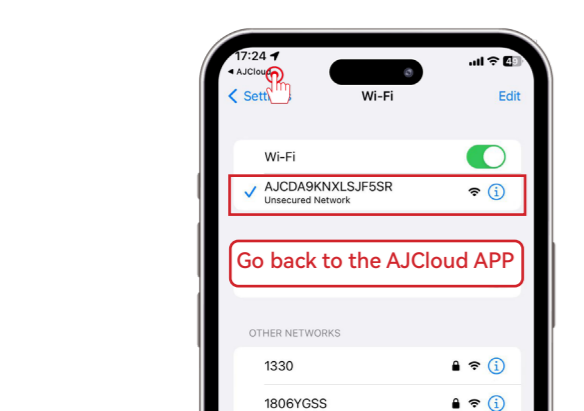 17:24
AJCloud
Wi-Fi
Edit
Wi-Fi
AJCDA9KNXLSJF5SR
Unsecured Network
Go back to the AJCloud APP
OTHER NETWORKS
1330
1806YGSS